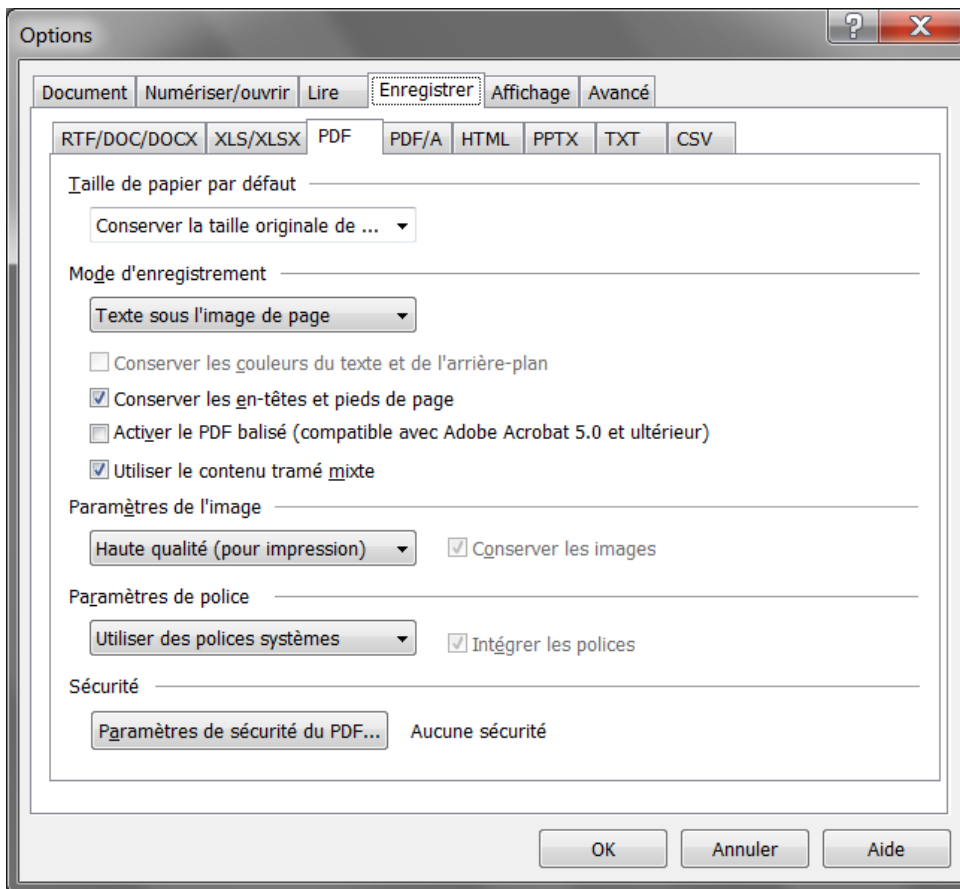 Options
Document Numériser/ouvrir Lire Enregistrer Affichage Avancé
RTF/DOC/DOCX XLS/XLSX PDF PDF/A HTML PPTX TXT CSV
Taille de papier par défaut
Conserver la taille originale de ...
Mode d'enregistrement
Texte sous l'image de page
Conserver les couleurs du texte et de l'arrière-plan
Conserver les en-têtes et pieds de page
Activer le PDF balisé (compatible avec Adobe Acrobat 5.0 et ultérieur)
Utiliser le contenu tramé mixte
Paramètres de l'image
Haute qualité (pour impression) Conserver les images
Paramètres de police
Utiliser des polices systèmes Intégrer les polices
Sécurité
Paramètres de sécurité du PDF... Aucune sécurité
OK Annuler Aide